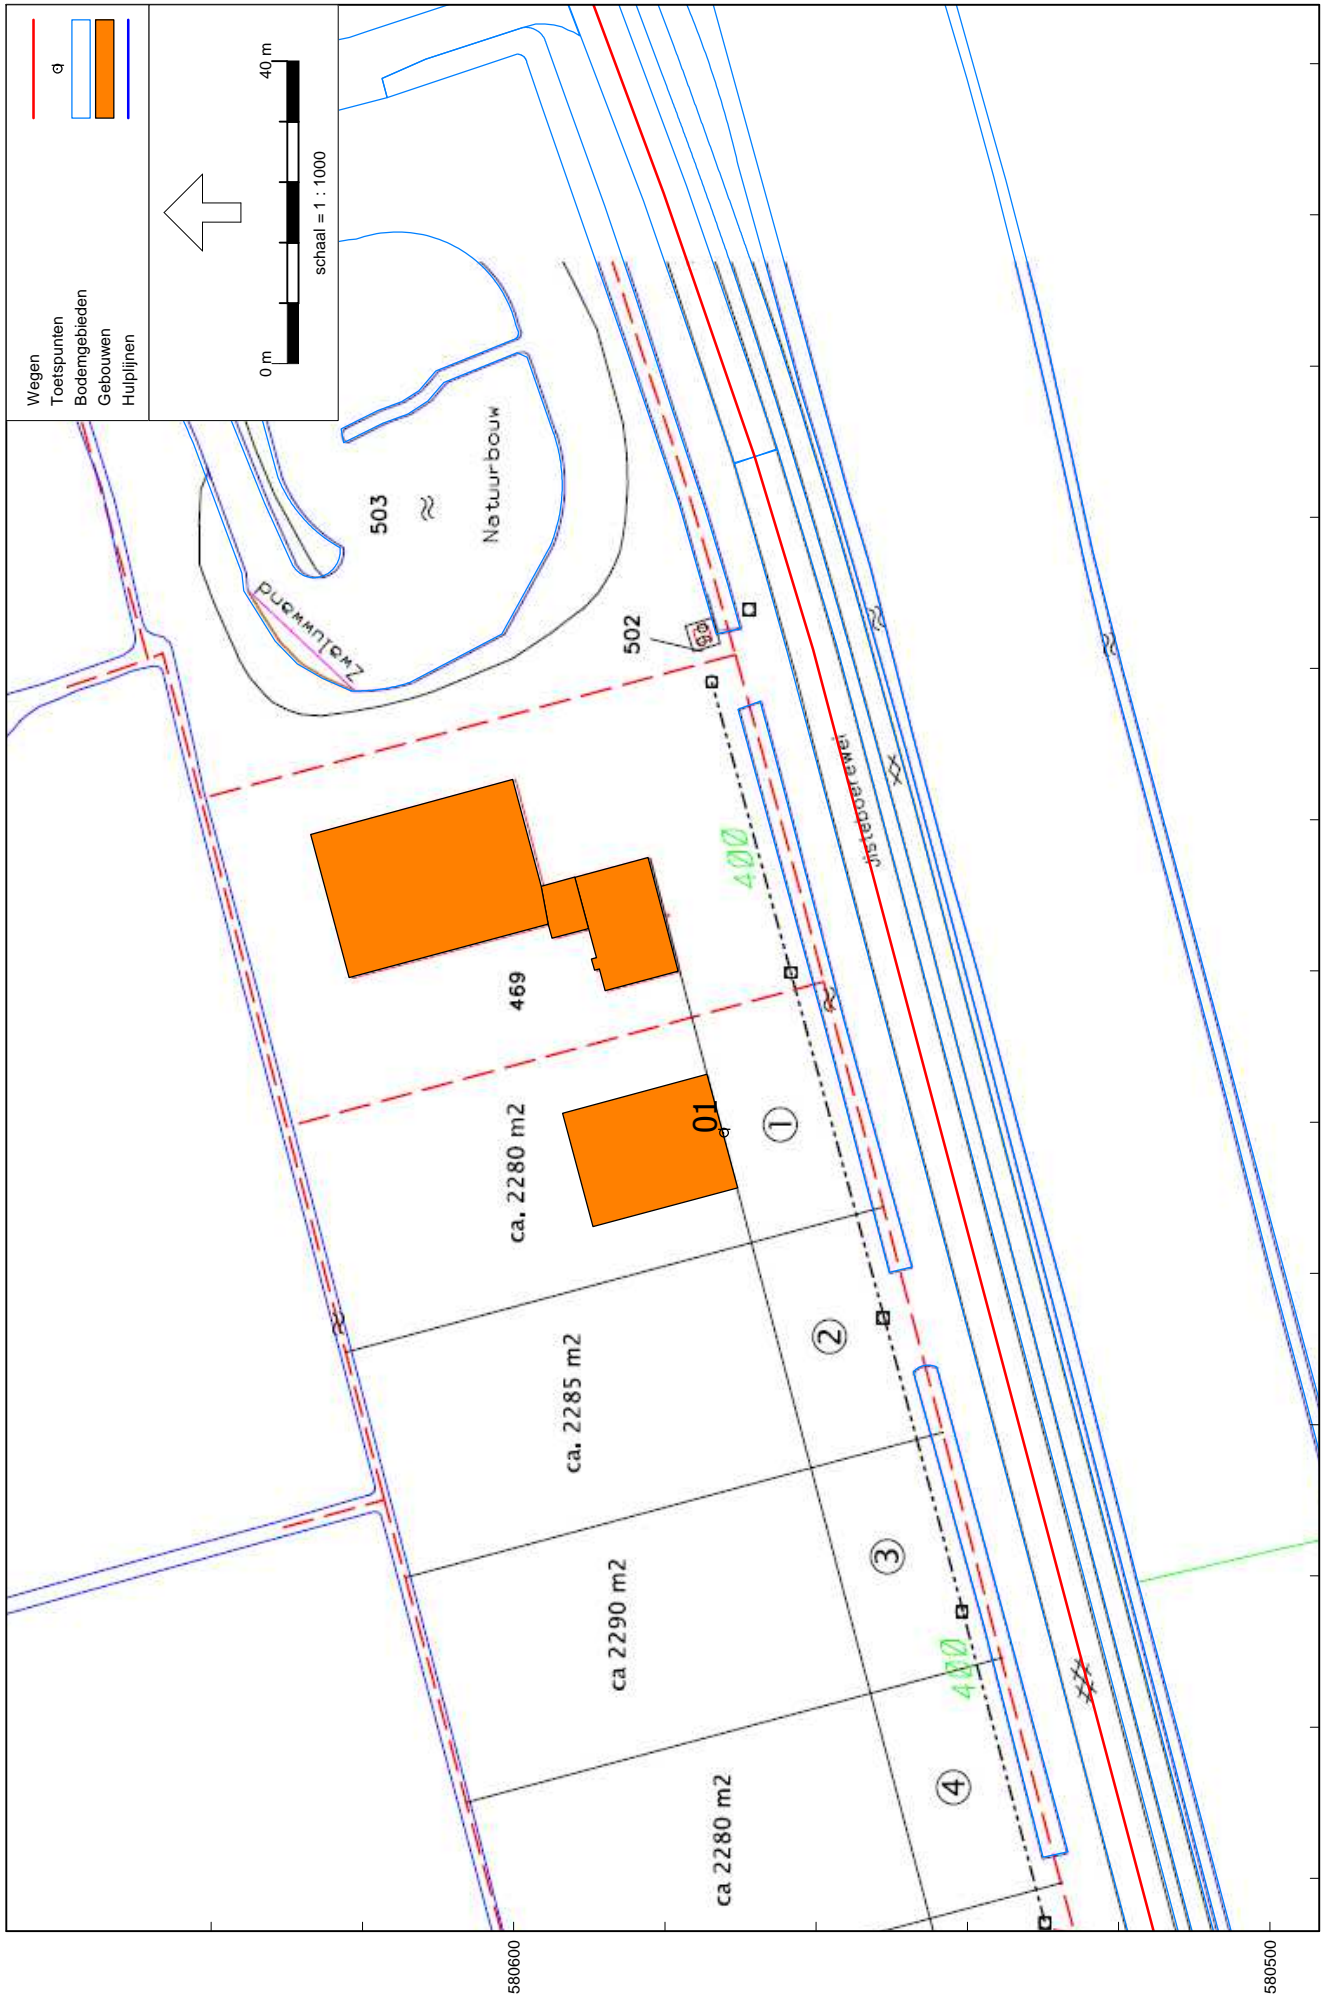 Wegen
Toetspunten
Bodemgebieden
Gebouwen
Hulplijnen
0 m
40 m
schaal = 1 : 1000
503
Natuurbouw
Zwaluwwand
502
469
400
Jisteboerewei
01
ca. 2280 m2
①
ca. 2285 m2
②
ca 2290 m2
③
400
ca 2280 m2
④
580600
580500